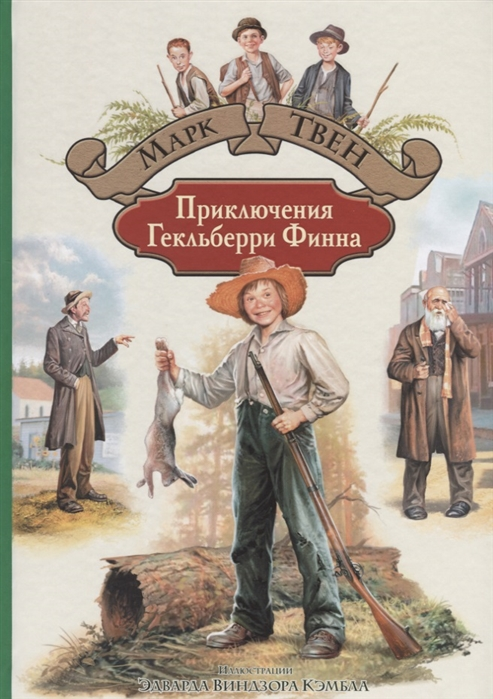 Марк Твен
Приключения
Гекльберри Финна
Иллюстрации
Эдварда Виндзора Кэмбла